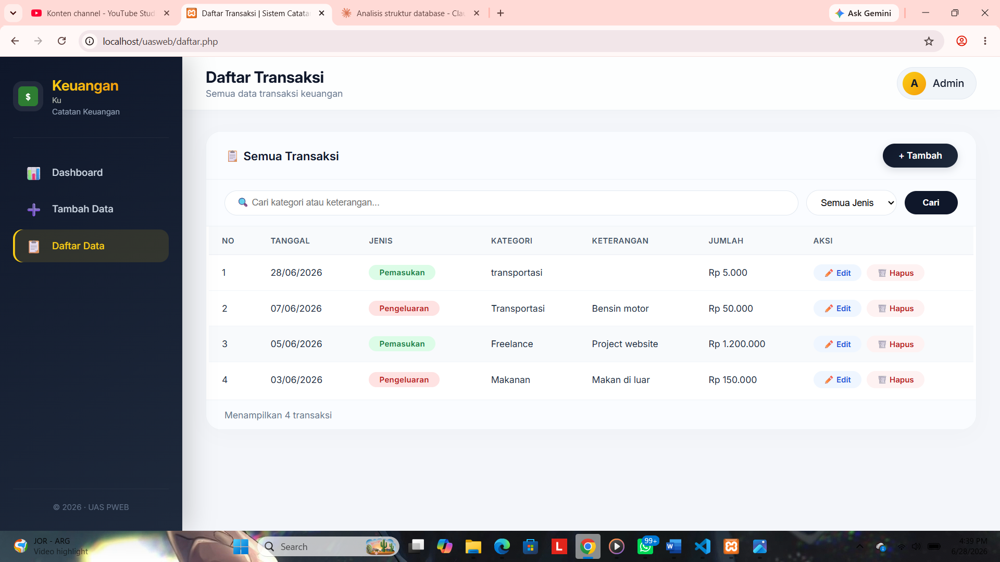 Konten channel - YouTube Stud
Daftar Transaksi | Sistem Catata
Analisis struktur database - Clau
Ask Gemini
localhost/uasweb/daftar.php
$
Keuangan
Ku
Catatan Keuangan
Dashboard
Tambah Data
Daftar Data
© 2026 · UAS PWEB
Daftar Transaksi
Semua data transaksi keuangan
A
Admin
Semua Transaksi
+ Tambah
Cari kategori atau keterangan...
Semua Jenis
Cari
NO TANGGAL JENIS KATEGORI KETERANGAN JUMLAH AKSI
1 28/06/2026 Pemasukan transportasi Rp 5.000 Edit Hapus
2 07/06/2026 Pengeluaran Transportasi Bensin motor Rp 50.000 Edit Hapus
3 05/06/2026 Pemasukan Freelance Project website Rp 1.200.000 Edit Hapus
4 03/06/2026 Pengeluaran Makanan Makan di luar Rp 150.000 Edit Hapus
Menampilkan 4 transaksi
JOR - ARG
Video highlight
Search
L
99+
W
4:39 PM
6/28/2026